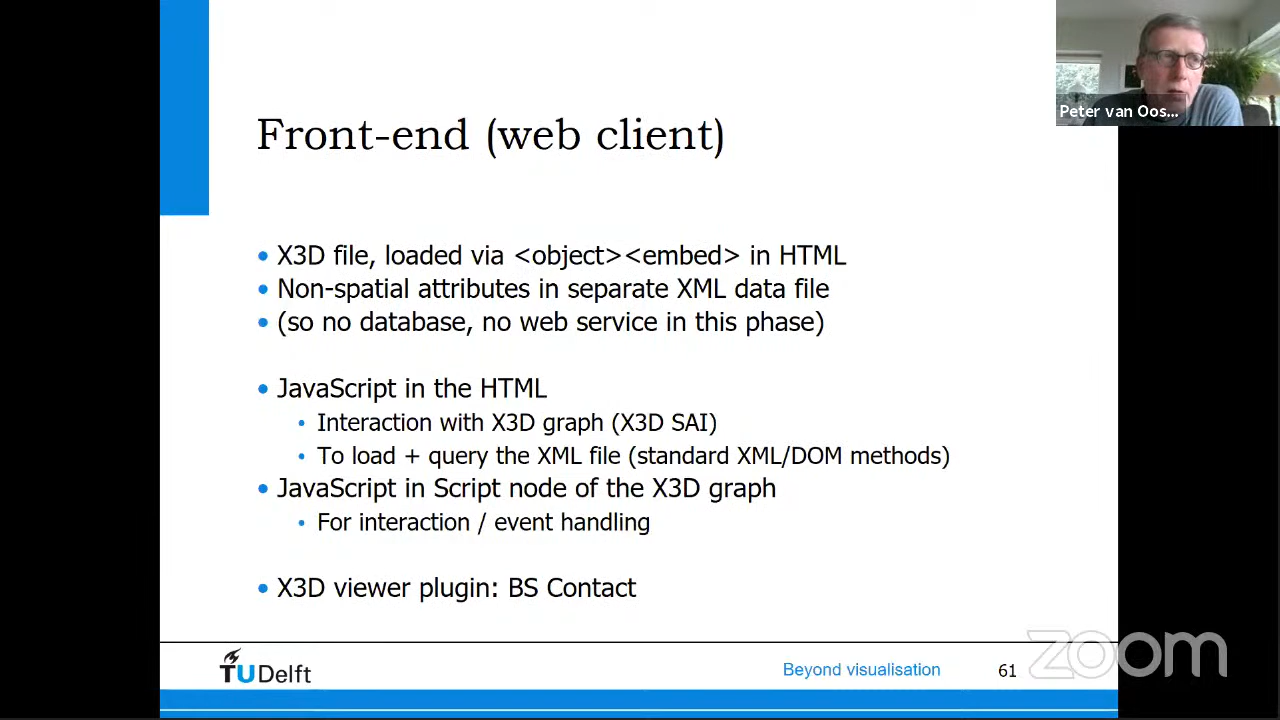 Peter van Oos...
Front-end (web client)
• X3D file, loaded via <object><embed> in HTML
• Non-spatial attributes in separate XML data file
• (so no database, no web service in this phase)
• JavaScript in the HTML
• Interaction with X3D graph (X3D SAI)
• To load + query the XML file (standard XML/DOM methods)
• JavaScript in Script node of the X3D graph
• For interaction / event handling
• X3D viewer plugin: BS Contact
TUDelft
Beyond visualisation
61
zoom